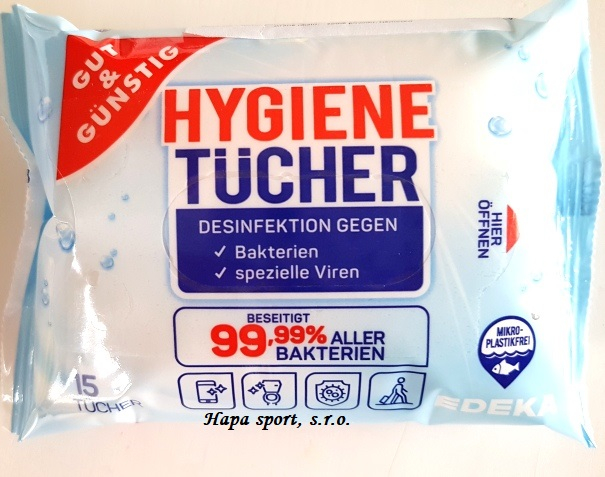 GUT
&
GÜNSTIG
HYGIENE
TÜCHER
DESINFEKTION GEGEN
✓ Bakterien
✓ spezielle Viren
HIER
ÖFFNEN
BESEITIGT
99,99% ALLER
BAKTERIEN
MIKRO-
PLASTIKFREI
15
TÜCHER
EDEKA
Hapa sport, s.r.o.